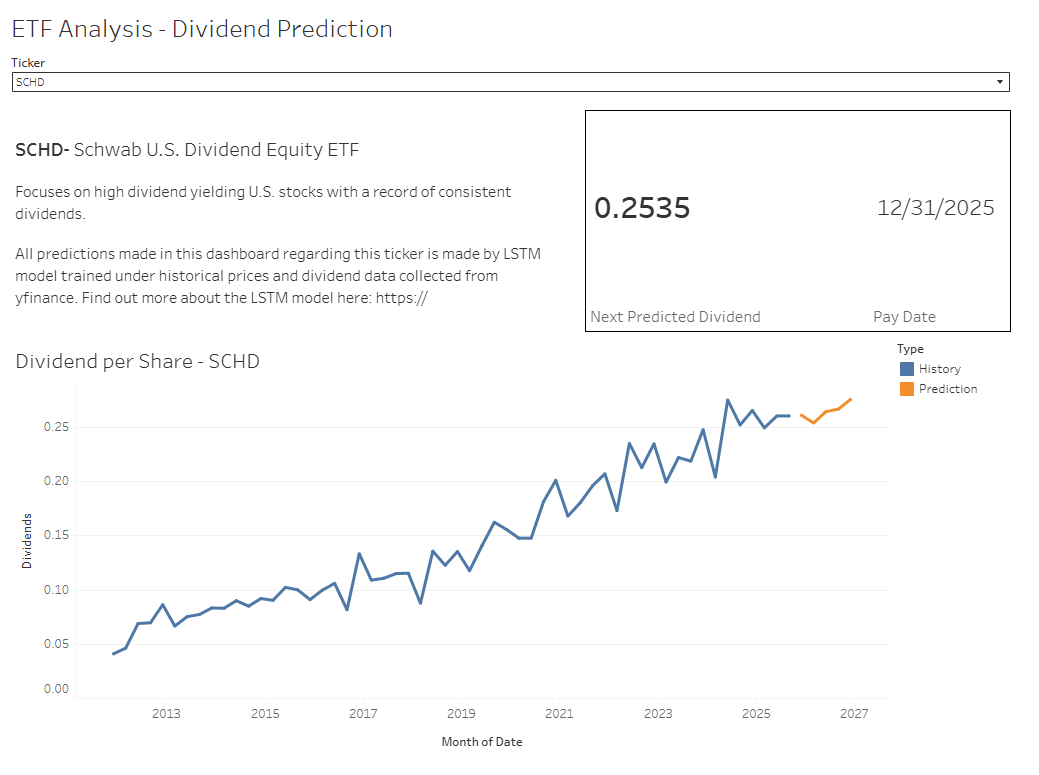 ETF Analysis - Dividend Prediction
Ticker
SCHD
SCHD- Schwab U.S. Dividend Equity ETF
Focuses on high dividend yielding U.S. stocks with a record of consistent
dividends.
All predictions made in this dashboard regarding this ticker is made by LSTM
model trained under historical prices and dividend data collected from
yfinance. Find out more about the LSTM model here: https://
0.2535
12/31/2025
Next Predicted Dividend
Pay Date
Dividend per Share - SCHD
Type
History
Prediction
Dividends
0.25
0.20
0.15
0.10
0.05
0.00
2013 2015 2017 2019 2021 2023 2025 2027
Month of Date